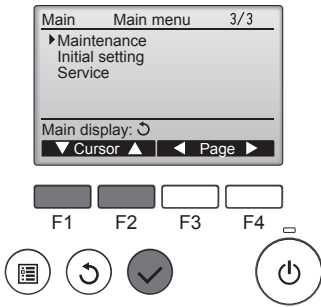 Main Main menu 3/3
Maintenance
Initial setting
Service
Main display:
Cursor Page
F1 F2 F3 F4